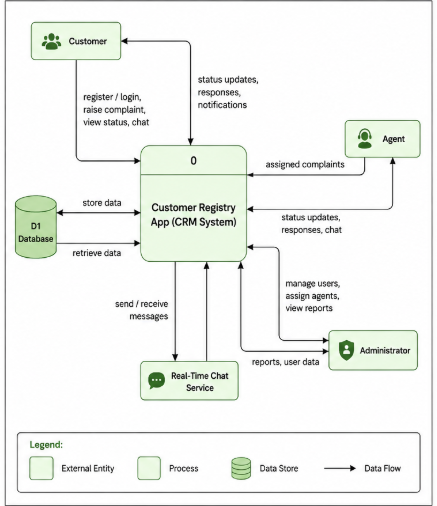 Customer
register / login,
raise complaint,
view status, chat
status updates,
responses,
notifications
Agent
0
assigned complaints
Customer Registry
App (CRM System)
D1
Database
store data
retrieve data
status updates,
responses, chat
manage users,
assign agents,
view reports
send / receive
messages
Administrator
reports, user data
Real-Time Chat
Service
Legend:
External Entity
Process
Data Store
Data Flow